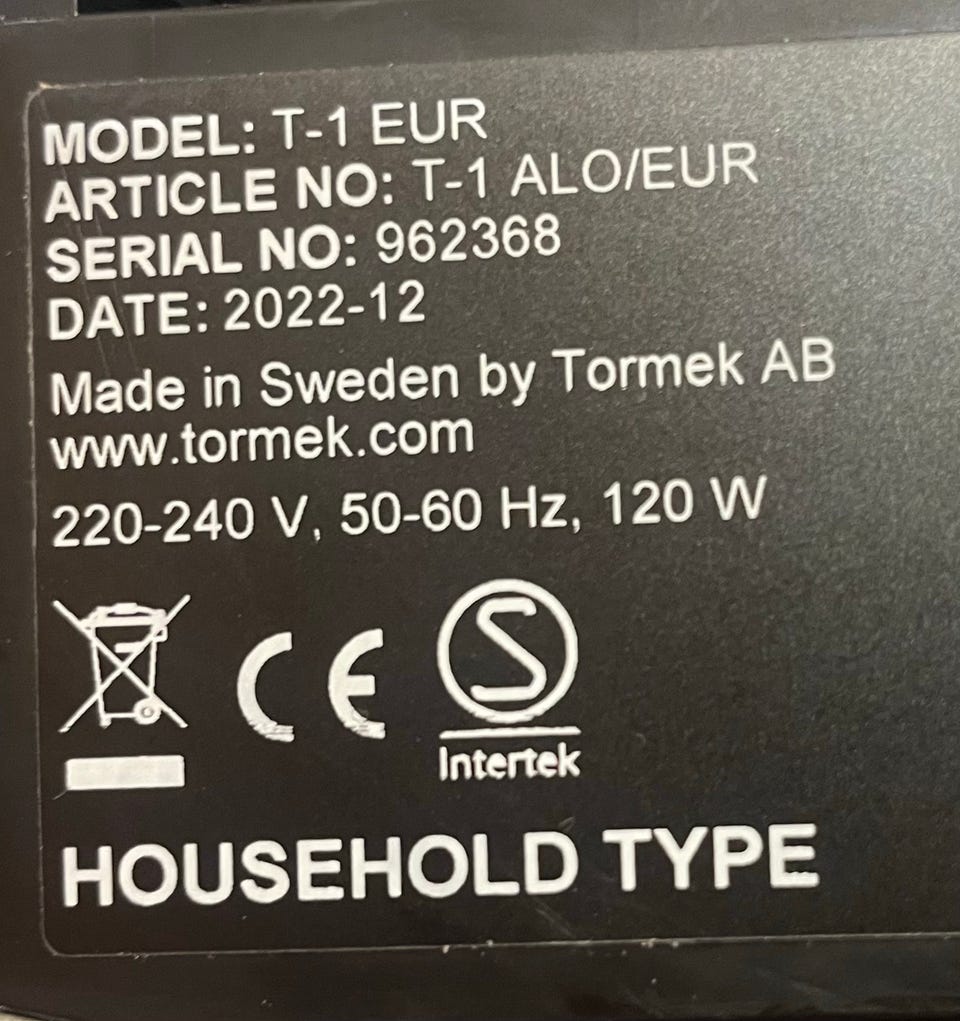 MODEL: T-1 EUR
ARTICLE NO: T-1 ALO/EUR
SERIAL NO: 962368
DATE: 2022-12
Made in Sweden by Tormek AB
www.tormek.com
220-240 V, 50-60 Hz, 120 W
CE
S
Intertek
HOUSEHOLD TYPE